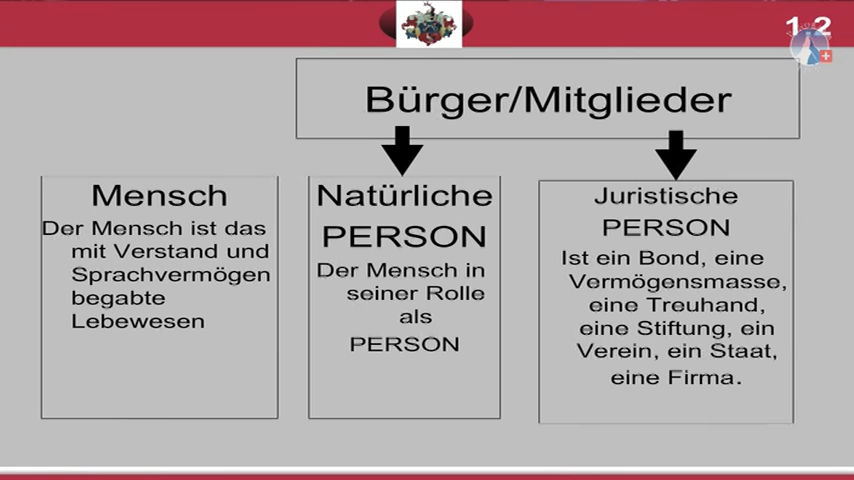 1 2
Bürger/Mitglieder
Mensch
Der Mensch ist das
mit Verstand und
Sprachvermögen
begabte
Lebewesen
Natürliche
PERSON
Der Mensch in
seiner Rolle
als
PERSON
Juristische
PERSON
Ist ein Bond, eine
Vermögensmasse,
eine Treuhand,
eine Stiftung, ein
Verein, ein Staat,
eine Firma.